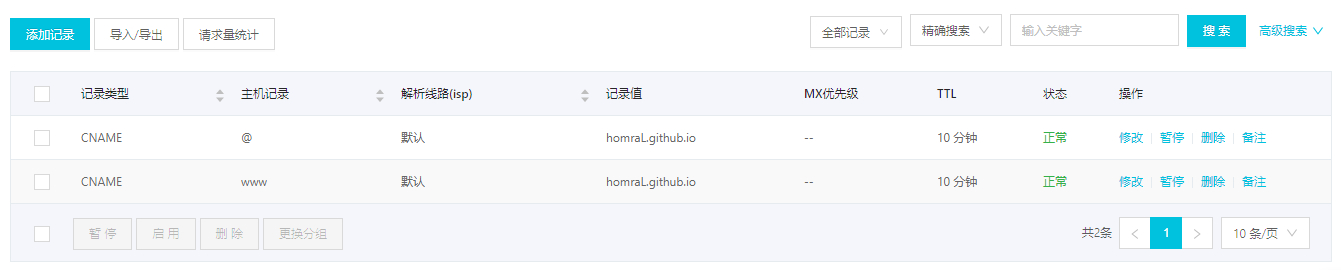 添加记录 导入/导出 请求量统计 全部记录 精确搜索 输入关键字 搜 索 高级搜索
记录类型 主机记录 解析线路(isp) 记录值 MX优先级 TTL 状态 操作
CNAME @ 默认 homraL.github.io -- 10 分钟 正常 修改 暂停 删除 备注
CNAME www 默认 homraL.github.io -- 10 分钟 正常 修改 暂停 删除 备注
暂 停 启 用 删 除 更换分组 共2条 1 10 条/页